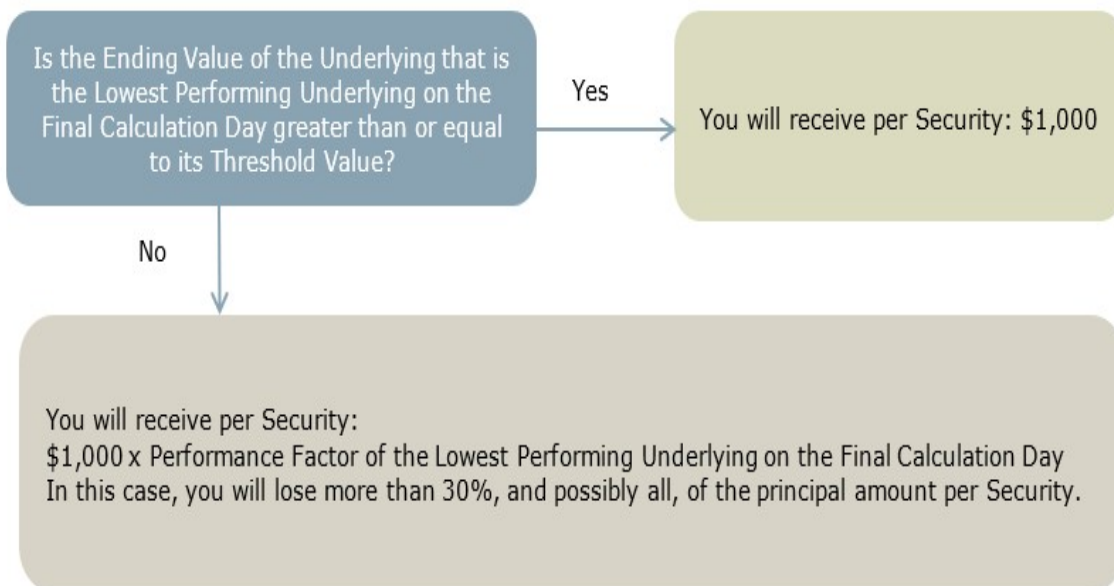 Is the Ending Value of the Underlying that is
the Lowest Performing Underlying on the
Final Calculation Day greater than or equal
to its Threshold Value?
Yes
You will receive per Security: $1,000
No
You will receive per Security:
$1,000 x Performance Factor of the Lowest Performing Underlying on the Final Calculation Day
In this case, you will lose more than 30%, and possibly all, of the principal amount per Security.